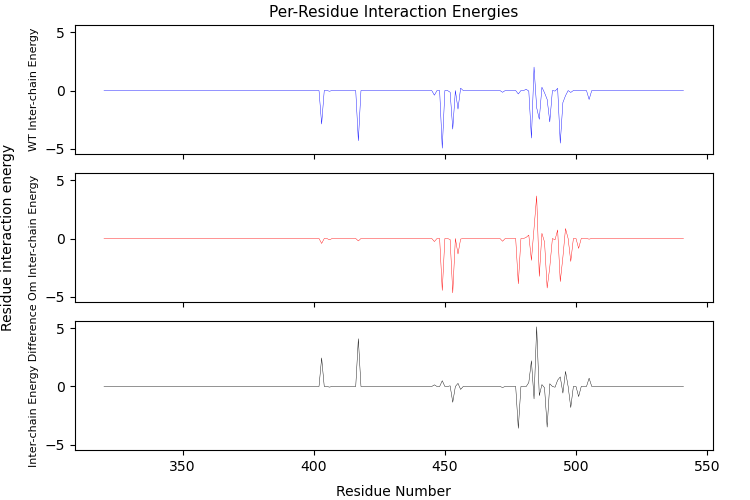 Per-Residue Interaction Energies
Residue interaction energy
WT Inter-chain Energy
5
0
−5
Om Inter-chain Energy
5
0
−5
Inter-chain Energy Difference
5
0
−5
350
400
450
500
550
Residue Number